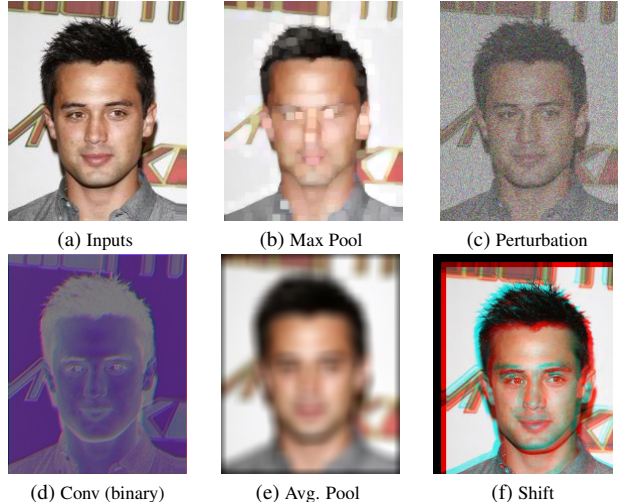 (a) Inputs
(b) Max Pool
(c) Perturbation
(d) Conv (binary)
(e) Avg. Pool
(f) Shift